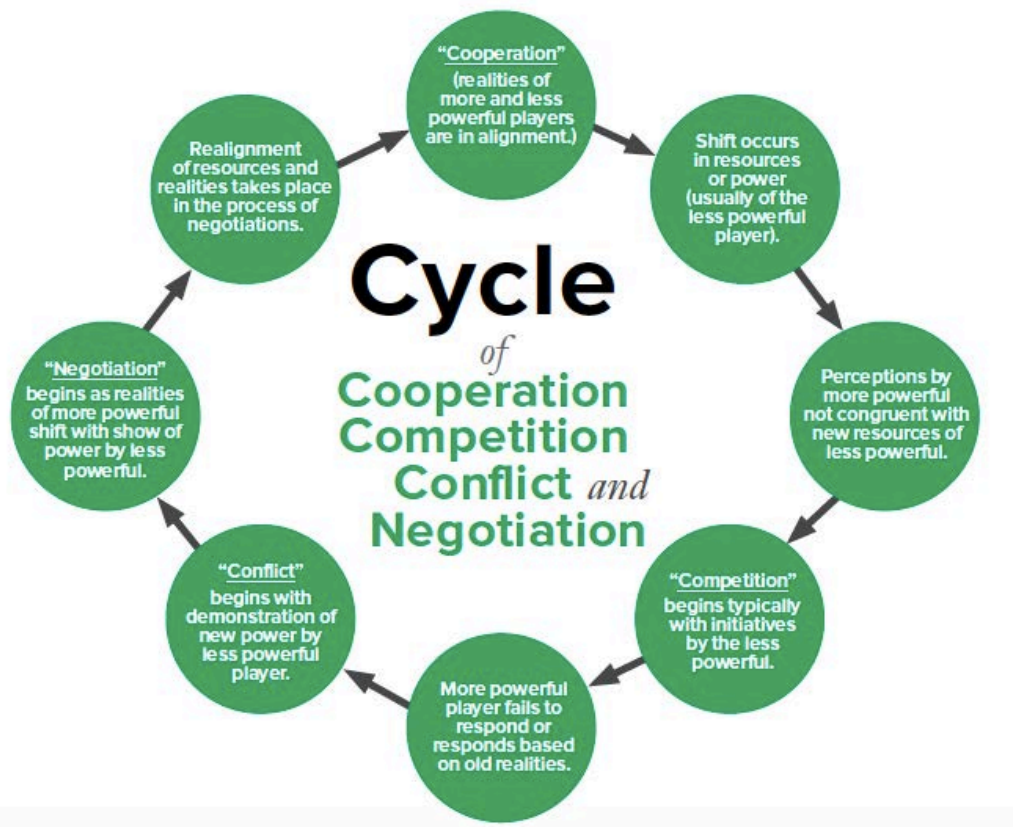 “Cooperation”
(realities of
more and less
powerful players
are in alignment.)
Shift occurs
in resources
or power
(usually of the
less powerful
player).
Perceptions by
more powerful
not congruent with
new resources of
less powerful.
“Competition”
begins typically
with initiatives
by the less
powerful.
More powerful
player fails to
respond or
responds based
on old realities.
“Conflict”
begins with
demonstration of
new power by
less powerful
player.
“Negotiation”
begins as realities
of more powerful
shift with show of
power by less
powerful.
Realignment
of resources and
realities takes place
in the process of
negotiations.
Cycle
of
Cooperation
Competition
Conflict and
Negotiation